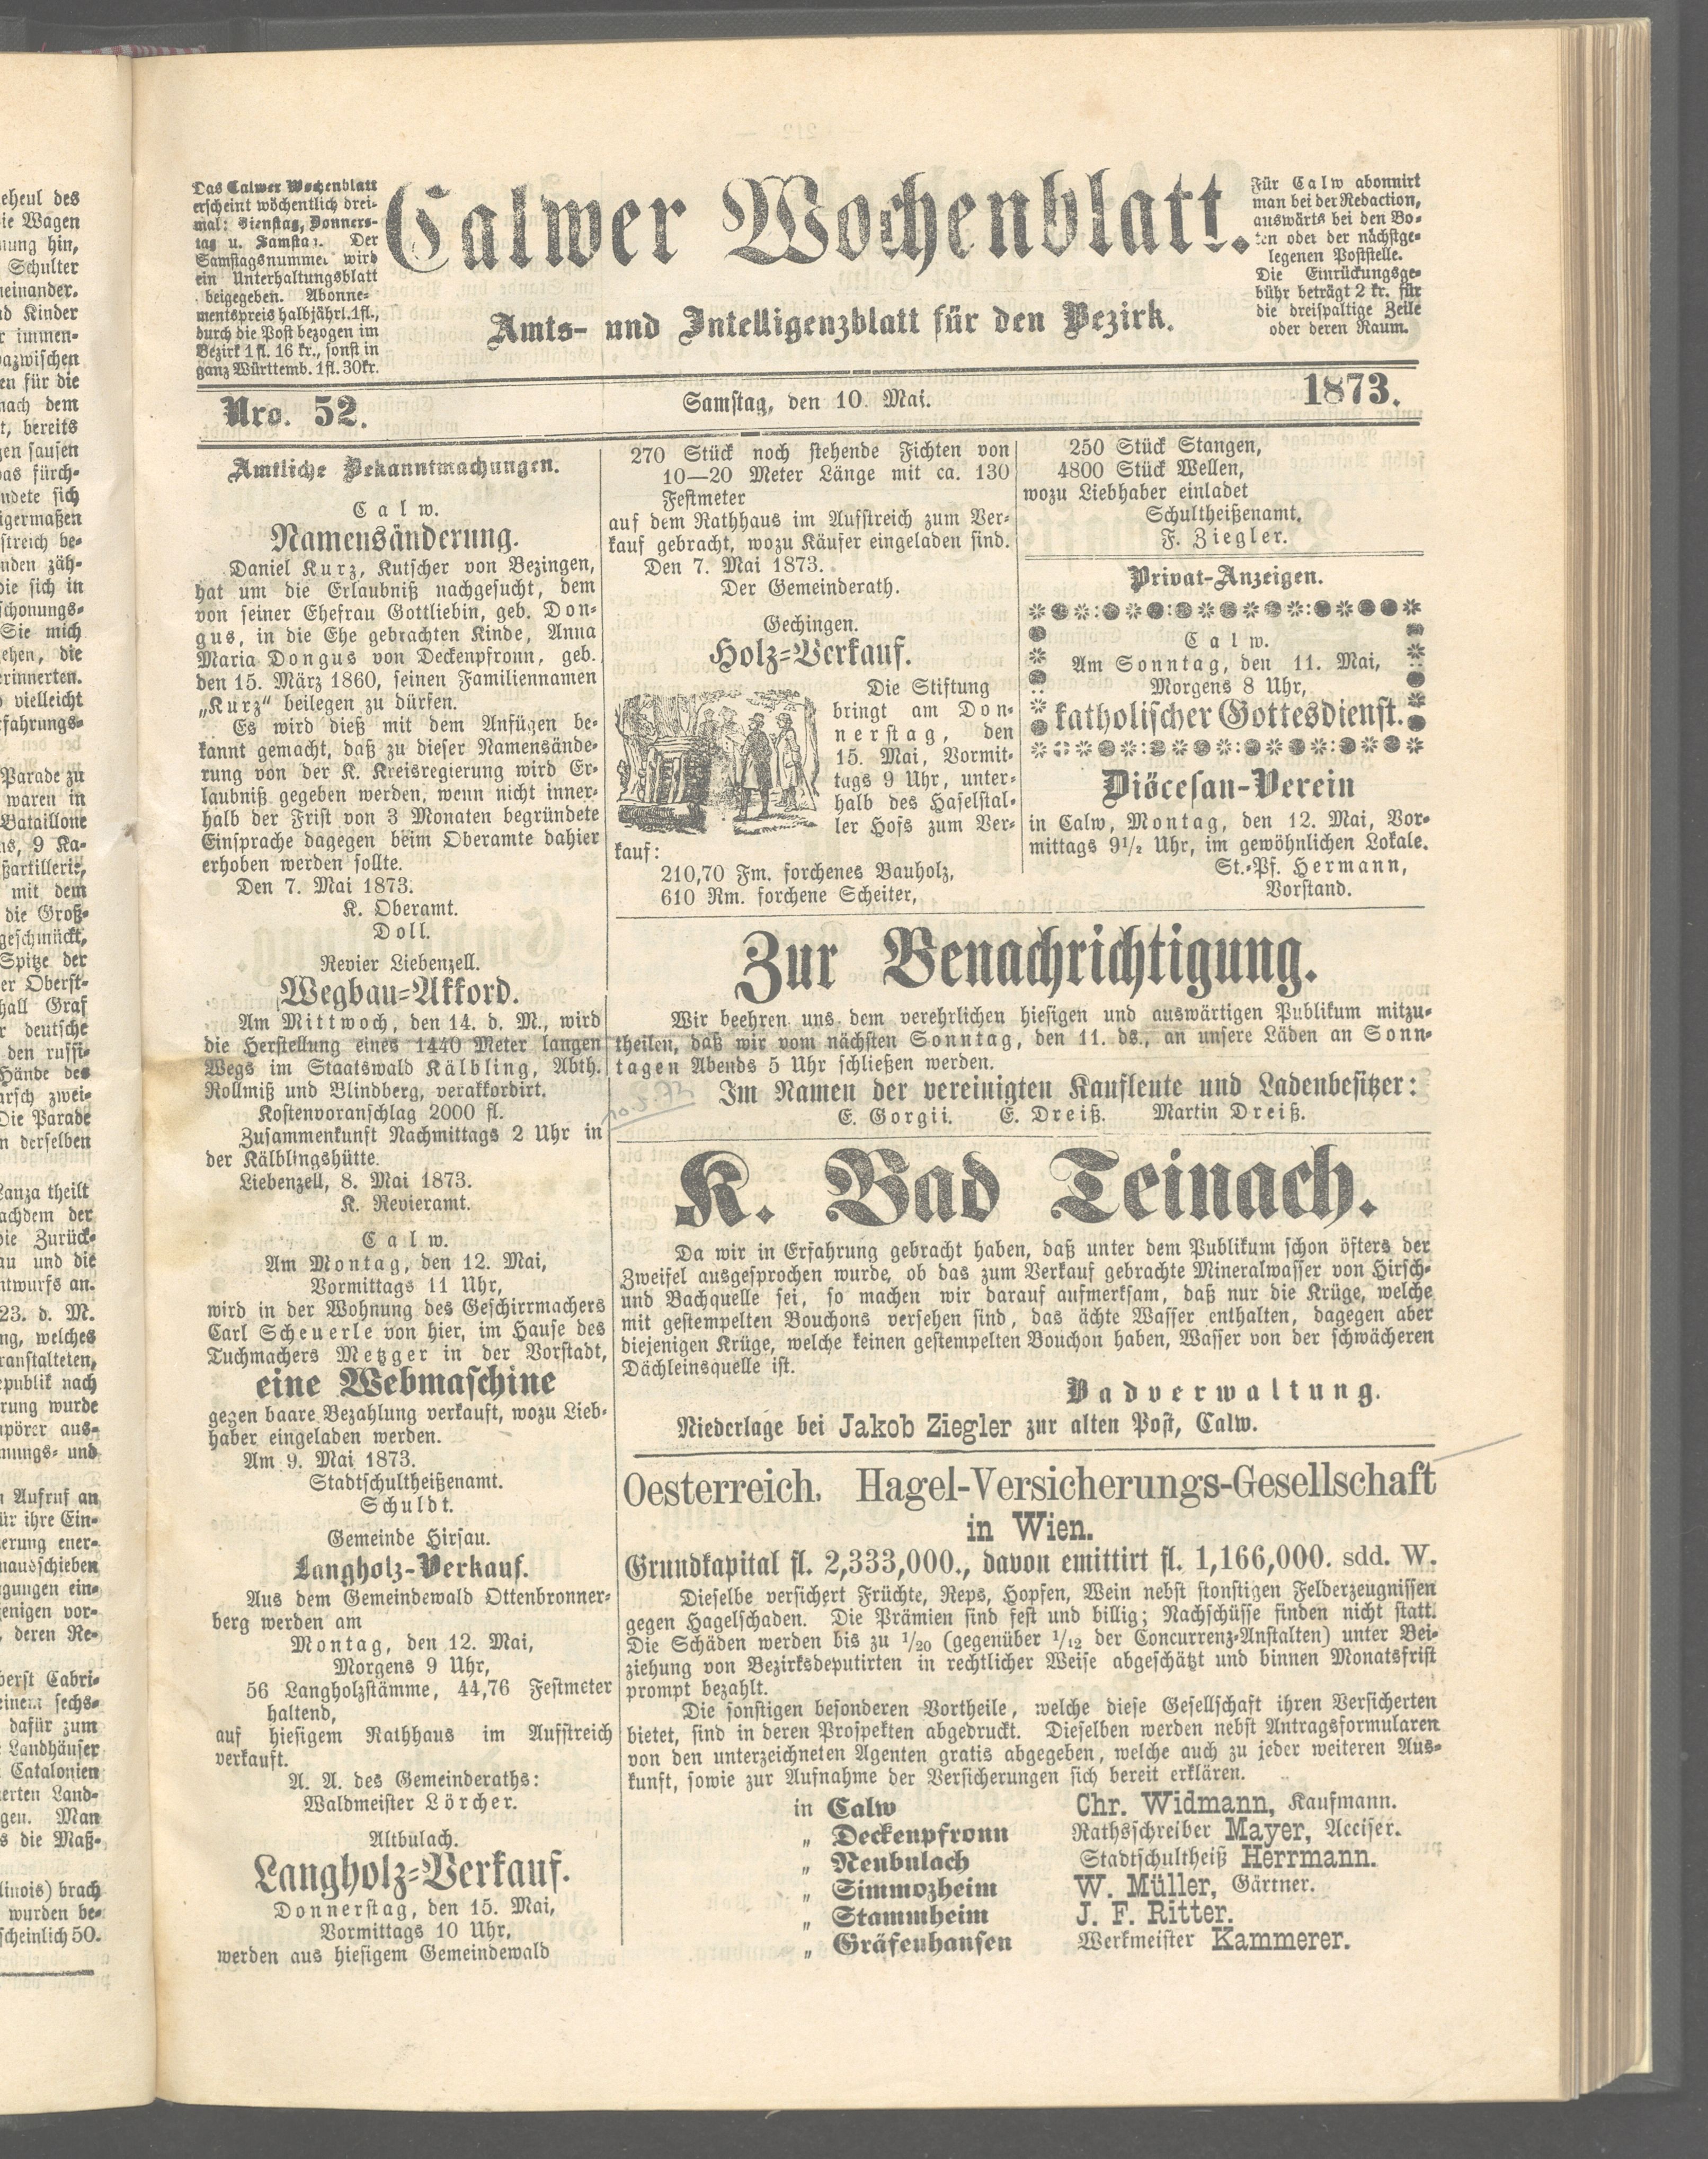 Das Calwer Wochenblatt
erscheint wöchentlich drei-
mal: Dienstag, Donners-
tag u. Samstag. Der
Samstagsnummer wird
ein Unterhaltungsblatt
beigegeben. Abonne-
mentspreis halbjährl. 1 fl.,
durch die Post bezogen im
Bezirk 1 fl. 16 kr., sonst in
ganz Württemb. 1 fl. 30 kr.
Calwer Wochenblatt.
Amts- und Intelligenzblatt für den Bezirk.
Für Calw abonnirt
man bei der Redaction,
auswärts bei den Bo-
ten oder der nächstge-
legenen Poststelle.
Die Einrückungsge-
bühr beträgt 2 kr. für
die dreispaltige Zeile
oder deren Raum.
Nro. 52.
Samstag, den 10. Mai.
1873.
Amtliche Bekanntmachungen.
Calw.
Namensänderung.
Daniel Kurz, Kutscher von Bezingen,
hat um die Erlaubniß nachgesucht, dem
von seiner Ehefrau Gottliebin, geb. Don-
gus, in die Ehe gebrachten Kinde, Anna
Maria Dongus von Deckenpfronn, geb.
den 15. März 1860, seinen Familiennamen
„Kurz“ beilegen zu dürfen.
Es wird dieß mit dem Anfügen be-
kannt gemacht, daß zu dieser Namensände-
rung von der K. Kreisregierung wird Er-
laubniß gegeben werden, wenn nicht inner-
halb der Frist von 3 Monaten begründete
Einsprache dagegen beim Oberamte dahier
erhoben werden sollte.
Den 7. Mai 1873.
K. Oberamt.
Doll.
Revier Liebenzell.
Wegbau-Akkord.
Am Mittwoch, den 14. d. M., wird
die Herstellung eines 1440 Meter langen
Wegs im Staatswald Kälbling, Abth.
Rollmiß und Blindberg, verakkordirt.
Kostenvoranschlag 2000 fl.
Zusammenkunft Nachmittags 2 Uhr in
der Kälblingshütte.
Liebenzell, 8. Mai 1873.
K. Revieramt.
Calw.
Am Montag, den 12. Mai,
Vormittags 11 Uhr,
wird in der Wohnung des Geschirrmachers
Carl Scheuerle von hier, im Hause des
Tuchmachers Metzger in der Vorstadt,
eine Webmaschine
gegen baare Bezahlung verkauft, wozu Lieb-
haber eingeladen werden.
Am 9. Mai 1873.
Stadtschultheißenamt.
Schuldt.
Gemeinde Hirsau.
Langholz-Verkauf.
Aus dem Gemeindewald Ottenbronner-
berg werden am
Montag, den 12. Mai,
Morgens 9 Uhr,
56 Langholzstämme, 44,76 Festmeter
haltend,
auf hiesigem Rathhaus im Aufstreich
verkauft.
A. A. des Gemeinderaths:
Waldmeister Lörcher.
Altbulach.
Langholz-Verkauf.
Donnerstag, den 15. Mai,
Vormittags 10 Uhr,
werden aus hiesigem Gemeindewald
270 Stück noch stehende Fichten von
10—20 Meter Länge mit ca. 130
Festmeter
auf dem Rathhaus im Aufstreich zum Ver-
kauf gebracht, wozu Käufer eingeladen sind.
Den 7. Mai 1873.
Der Gemeinderath.
Gechingen.
Holz-Verkauf.
Die Stiftung
bringt am Don-
nerstag, den
15. Mai, Vormit-
tags 9 Uhr, unter-
halb des Haselstal-
ler Hofs zum Ver-
kauf:
210,70 Fm. forchenes Bauholz,
610 Rm. forchene Scheiter,
250 Stück Stangen,
4800 Stück Wellen,
wozu Liebhaber einladet
Schultheißenamt.
F. Ziegler.
Privat-Anzeigen.
Calw.
Am Sonntag, den 11. Mai,
Morgens 8 Uhr,
katholischer Gottesdienst.
Diöcesan-Verein
in Calw, Montag, den 12. Mai, Vor-
mittags 9½ Uhr, im gewöhnlichen Lokale.
St.-Pf. Hermann,
Vorstand.
Zur Benachrichtigung.
Wir beehren uns dem verehrlichen hiesigen und auswärtigen Publikum mitzu-
theilen, daß wir vom nächsten Sonntag, den 11. ds., an unsere Läden an Sonn-
tagen Abends 5 Uhr schließen werden.
Im Namen der vereinigten Kaufleute und Ladenbesitzer:
10.5.73
E. Gorgii. E. Dreiß. Martin Dreiß.
K. Bad Teinach.
Da wir in Erfahrung gebracht haben, daß unter dem Publikum schon öfters der
Zweifel ausgesprochen wurde, ob das zum Verkauf gebrachte Mineralwasser von Hirsch-
und Bachquelle sei, so machen wir darauf aufmerksam, daß nur die Krüge, welche
mit gestempelten Bouchons versehen sind, das ächte Wasser enthalten, dagegen aber
diejenigen Krüge, welche keinen gestempelten Bouchon haben, Wasser von der schwächeren
Dächleinsquelle ist.
Badverwaltung.
Niederlage bei Jakob Ziegler zur alten Post, Calw.
Oesterreich. Hagel-Versicherungs-Gesellschaft
in Wien.
Grundkapital fl. 2,333,000., davon emittirt fl. 1,166,000. sdd. W.
Dieselbe versichert Früchte, Reps, Hopfen, Wein nebst stonstigen Felderzeugnissen
gegen Hagelschaden. Die Prämien sind fest und billig; Nachschüsse finden nicht statt.
Die Schäden werden bis zu 1/20 (gegenüber 1/12 der Concurrenz-Anstalten) unter Bei-
ziehung von Bezirksdeputirten in rechtlicher Weise abgeschätzt und binnen Monatsfrist
prompt bezahlt.
Die sonstigen besonderen Vortheile, welche diese Gesellschaft ihren Versicherten
bietet, sind in deren Prospekten abgedruckt. Dieselben werden nebst Antragsformularen
von den unterzeichneten Agenten gratis abgegeben, welche auch zu jeder weiteren Aus-
kunft, sowie zur Aufnahme der Versicherungen sich bereit erklären.
in Calw Chr. Widmann, Kaufmann.
„ Deckenpfronn Rathsschreiber Mayer, Acciser.
„ Neubulach Stadtschultheiß Herrmann.
„ Simmozheim W. Müller, Gärtner.
„ Stammheim J. F. Ritter.
„ Gräfenhausen Werkmeister Kammerer.